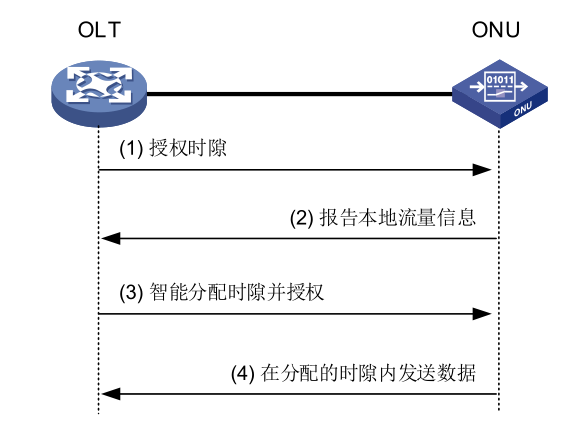 OLT
ONU
01011
ONU
(1) 授权时隙
(2) 报告本地流量信息
(3) 智能分配时隙并授权
(4) 在分配的时隙内发送数据